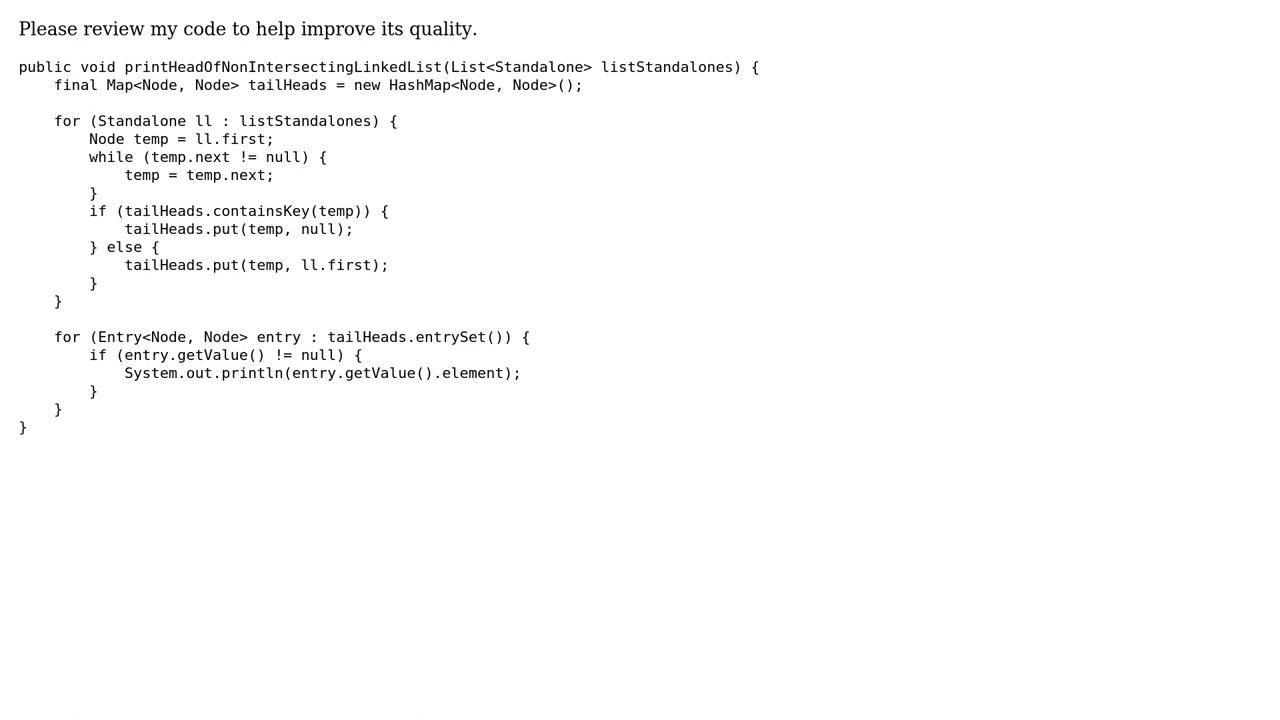 Please review my code to help improve its quality.
public void printHeadOfNonIntersectingLinkedList(List<Standalone> listStandalones) {
    final Map<Node, Node> tailHeads = new HashMap<Node, Node>();

    for (Standalone ll : listStandalones) {
        Node temp = ll.first;
        while (temp.next != null) {
            temp = temp.next;
        }
        if (tailHeads.containsKey(temp)) {
            tailHeads.put(temp, null);
        } else {
            tailHeads.put(temp, ll.first);
        }
    }

    for (Entry<Node, Node> entry : tailHeads.entrySet()) {
        if (entry.getValue() != null) {
            System.out.println(entry.getValue().element);
        }
    }
}